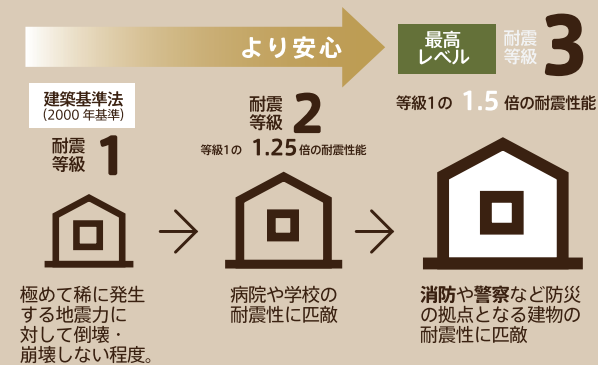 より安心
最高
レベル
耐震
等級 3
建築基準法
(2000 年基準)
耐震
等級 1
耐震
等級 2
等級1の 1.25 倍の耐震性能
等級1の 1.5 倍の耐震性能
極めて稀に発生
する地震力に
対して倒壊・
崩壊しない程度。
病院や学校の
耐震性に匹敵
消防や警察など防災
の拠点となる建物の
耐震性に匹敵